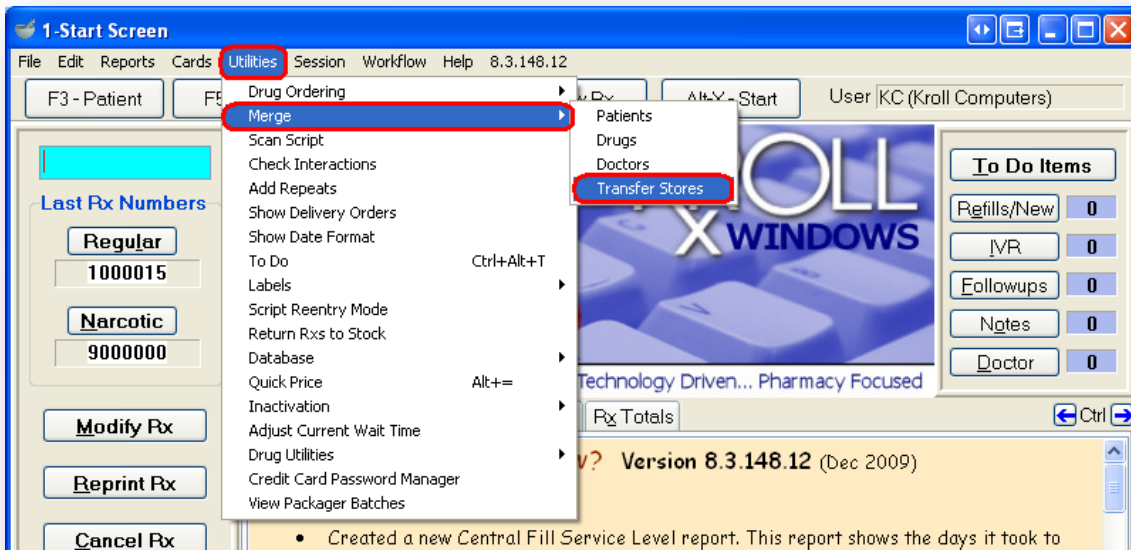 1-Start Screen
File Edit Reports Cards Utilities Session Workflow Help 8.3.148.12
F3 - Patient
Alt-X - Start
User KC (Kroll Computers)
Drug Ordering
Merge
Scan Script
Check Interactions
Add Repeats
Show Delivery Orders
Show Date Format
To Do Ctrl+Alt+T
Labels
Script Reentry Mode
Return Rxs to Stock
Database
Quick Price Alt+=
Inactivation
Adjust Current Wait Time
Drug Utilities
Credit Card Password Manager
View Packager Batches
Patients
Drugs
Doctors
Transfer Stores
Last Rx Numbers
Regular
1000015
Narcotic
9000000
Modify Rx
Reprint Rx
Cancel Rx
KROLL
X WINDOWS
Technology Driven... Pharmacy Focused
To Do Items
Refills/New 0
IVR 0
Followups 0
Notes 0
Doctor 0
Rx Totals
Ctrl
Version 8.3.148.12 (Dec 2009)
• Created a new Central Fill Service Level report. This report shows the days it took to